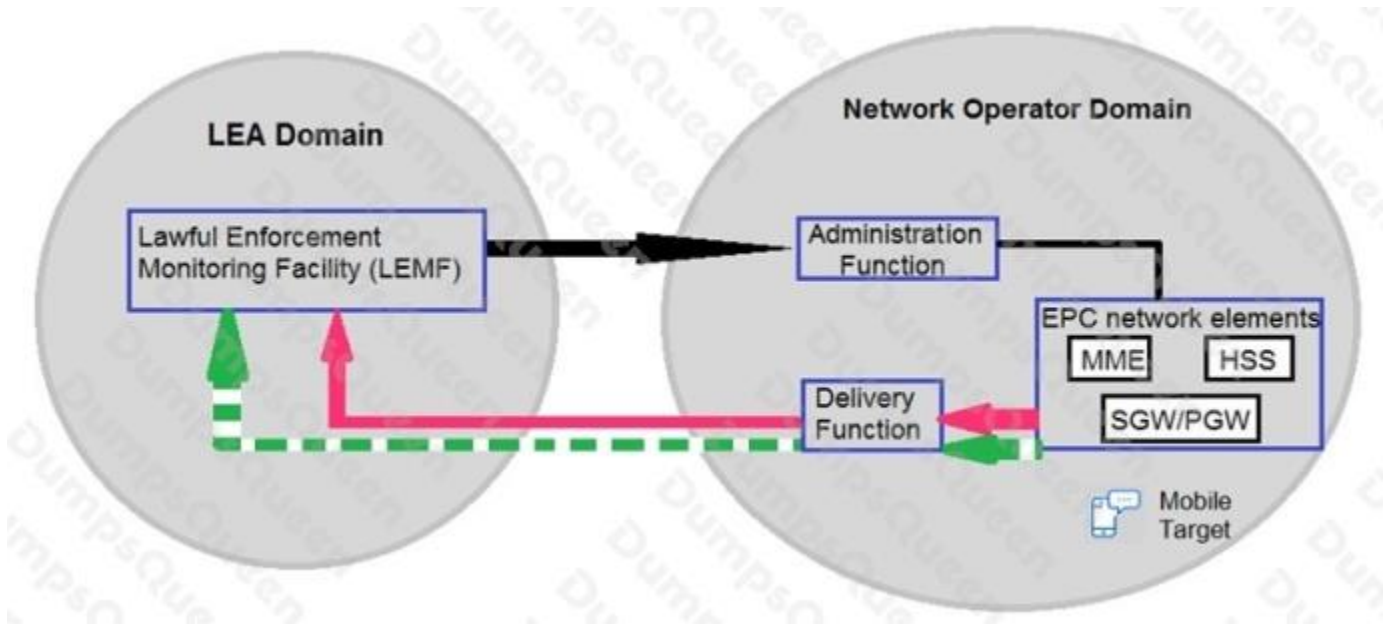 LEA Domain
Network Operator Domain
Lawful Enforcement
Monitoring Facility (LEMF)
Administration
Function
EPC network elements
MME
HSS
SGW/PGW
Delivery
Function
Mobile
Target
DumpsQueen